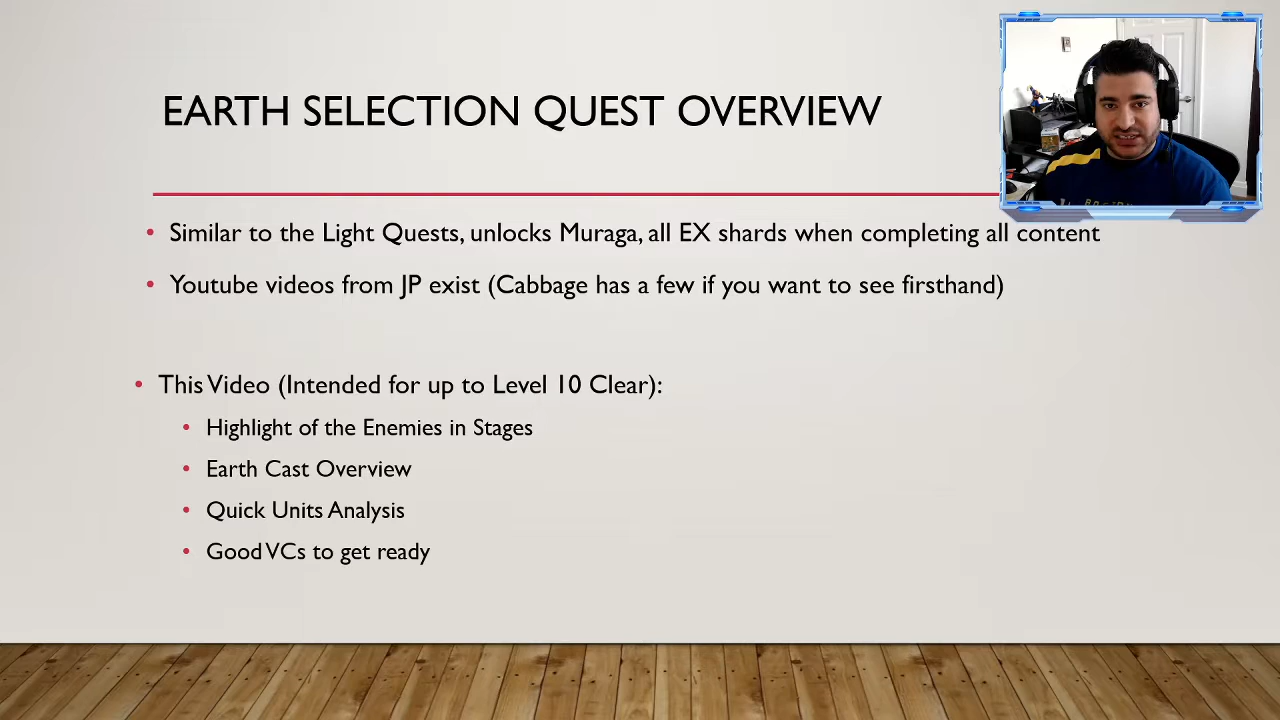 EARTH SELECTION QUEST OVERVIEW
• Similar to the Light Quests, unlocks Muraga, all EX shards when completing all content
• Youtube videos from JP exist (Cabbage has a few if you want to see firsthand)
• This Video (Intended for up to Level 10 Clear):
• Highlight of the Enemies in Stages
• Earth Cast Overview
• Quick Units Analysis
• Good VCs to get ready